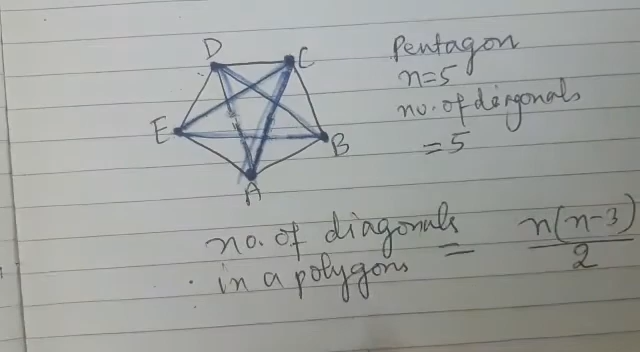 D
C
E
B
A
Pentagon
n=5
no. of diagonals
=5
no. of diagonals
in a polygons = n(n-3)/2